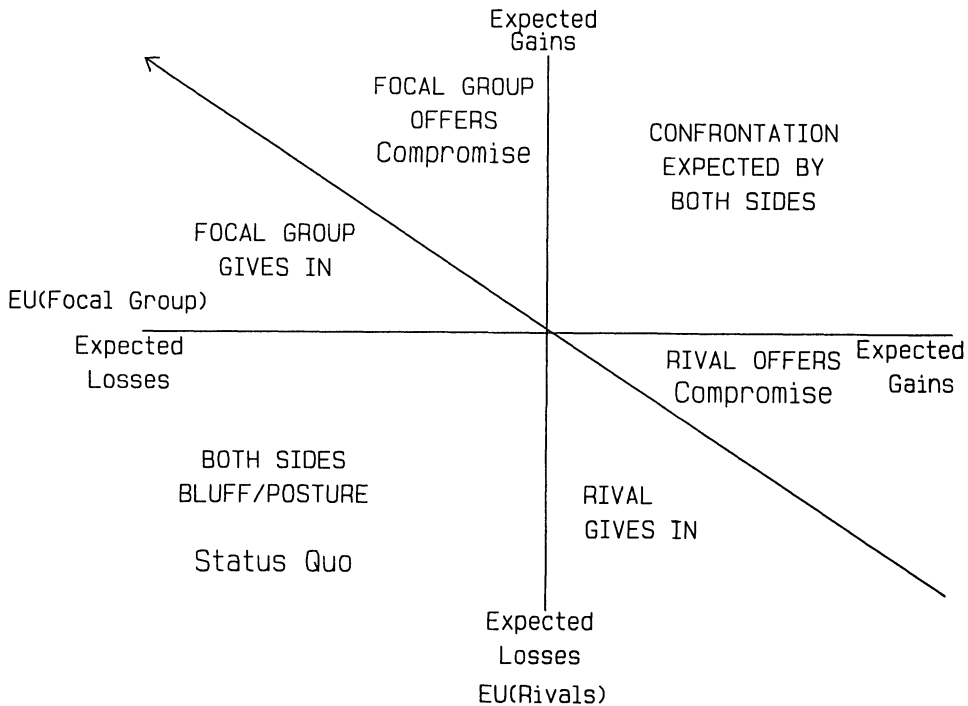 Expected
Gains
FOCAL GROUP
OFFERS
Compromise
CONFRONTATION
EXPECTED BY
BOTH SIDES
FOCAL GROUP
GIVES IN
EU(Focal Group)
Expected
Losses
RIVAL OFFERS
Compromise
Expected
Gains
BOTH SIDES
BLUFF/POSTURE
Status Quo
RIVAL
GIVES IN
Expected
Losses
EU(Rivals)